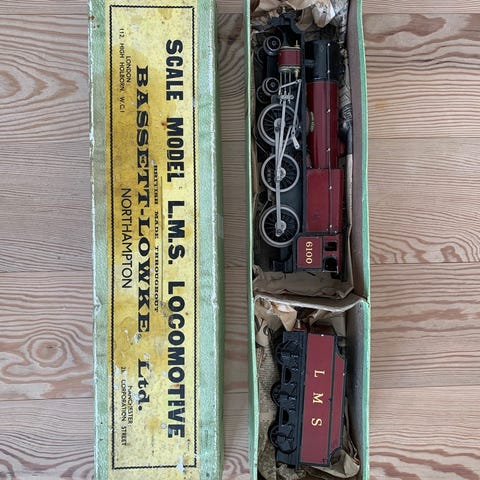 SCALE MODEL L.M.S. LOCOMOTIVE
BRITISH MADE THROUGHOUT
BASSETT-LOWKE Ltd.
LONDON
112, HIGH HOLBORN, W.C.1
NORTHAMPTON
MANCHESTER
28, CORPORATION STREET
6100
L M S